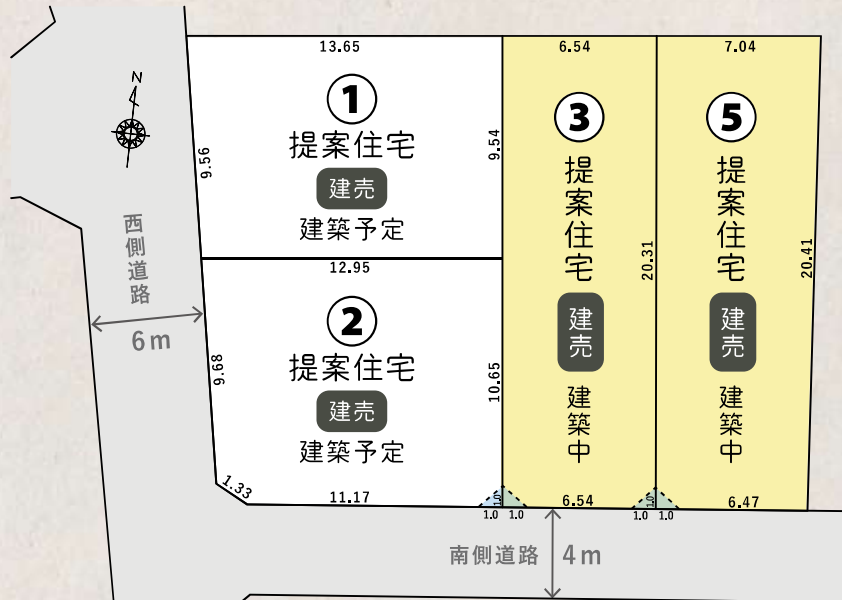 N
西側道路
6m
13.65
①
提案住宅
建売
建築予定
9.56
9.54
12.95
②
提案住宅
建売
建築予定
9.68
10.65
1.33
11.17
6.54
③
提案住宅
建売
建築中
20.31
6.54
7.04
⑤
提案住宅
建売
建築中
20.41
6.47
1.0
1.0 1.0
1.0
1.0 1.0
南側道路 4m